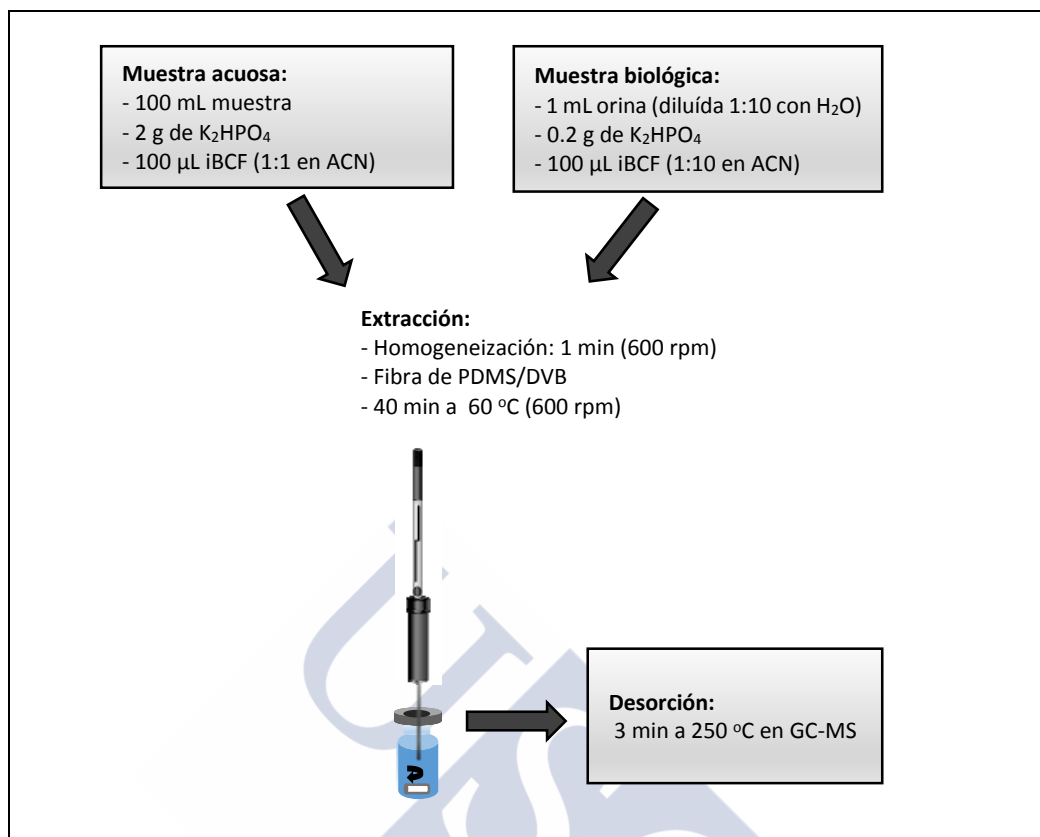 Muestra acuosa:
- 100 mL muestra
- 2 g de K₂HPO₄
- 100 µL iBCF (1:1 en ACN)
Muestra biológica:
- 1 mL orina (diluída 1:10 con H₂O)
- 0.2 g de K₂HPO₄
- 100 µL iBCF (1:10 en ACN)
Extracción:
- Homogeneización: 1 min (600 rpm)
- Fibra de PDMS/DVB
- 40 min a 60 ºC (600 rpm)
Desorción:
3 min a 250 ºC en GC-MS